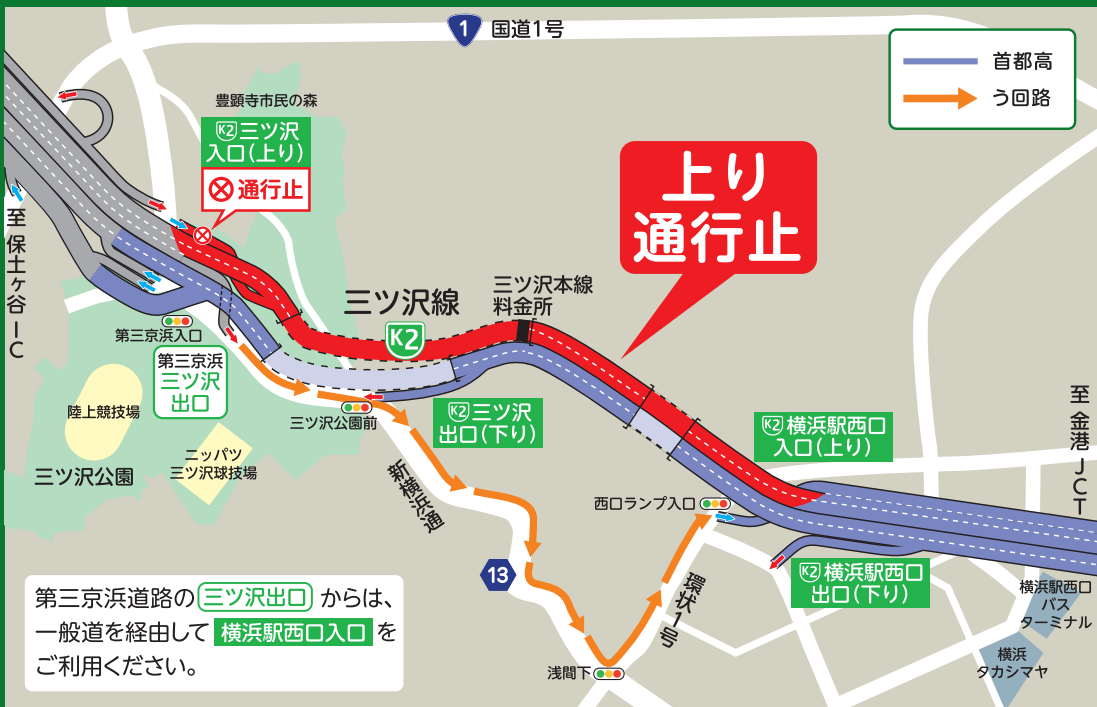 1 国道1号
首都高
う回路
豊顕寺市民の森
K2 三ツ沢
入口(上り)
通行止
上り
通行止
至 保土ヶ谷IC
三ツ沢線
K2
三ツ沢本線
料金所
第三京浜入口
第三京浜
三ツ沢
出口
陸上競技場
三ツ沢公園前
K2 三ツ沢
出口(下り)
K2 横浜駅西口
入口(上り)
至 金港JCT
ニッパツ
三ツ沢球技場
三ツ沢公園
新横浜通
西口ランプ入口
13
環状1号
K2 横浜駅西口
出口(下り)
横浜駅西口
バス
ターミナル
横浜
タカシマヤ
浅間下
第三京浜道路の 三ツ沢出口 からは、
一般道を経由して 横浜駅西口入口 を
ご利用ください。